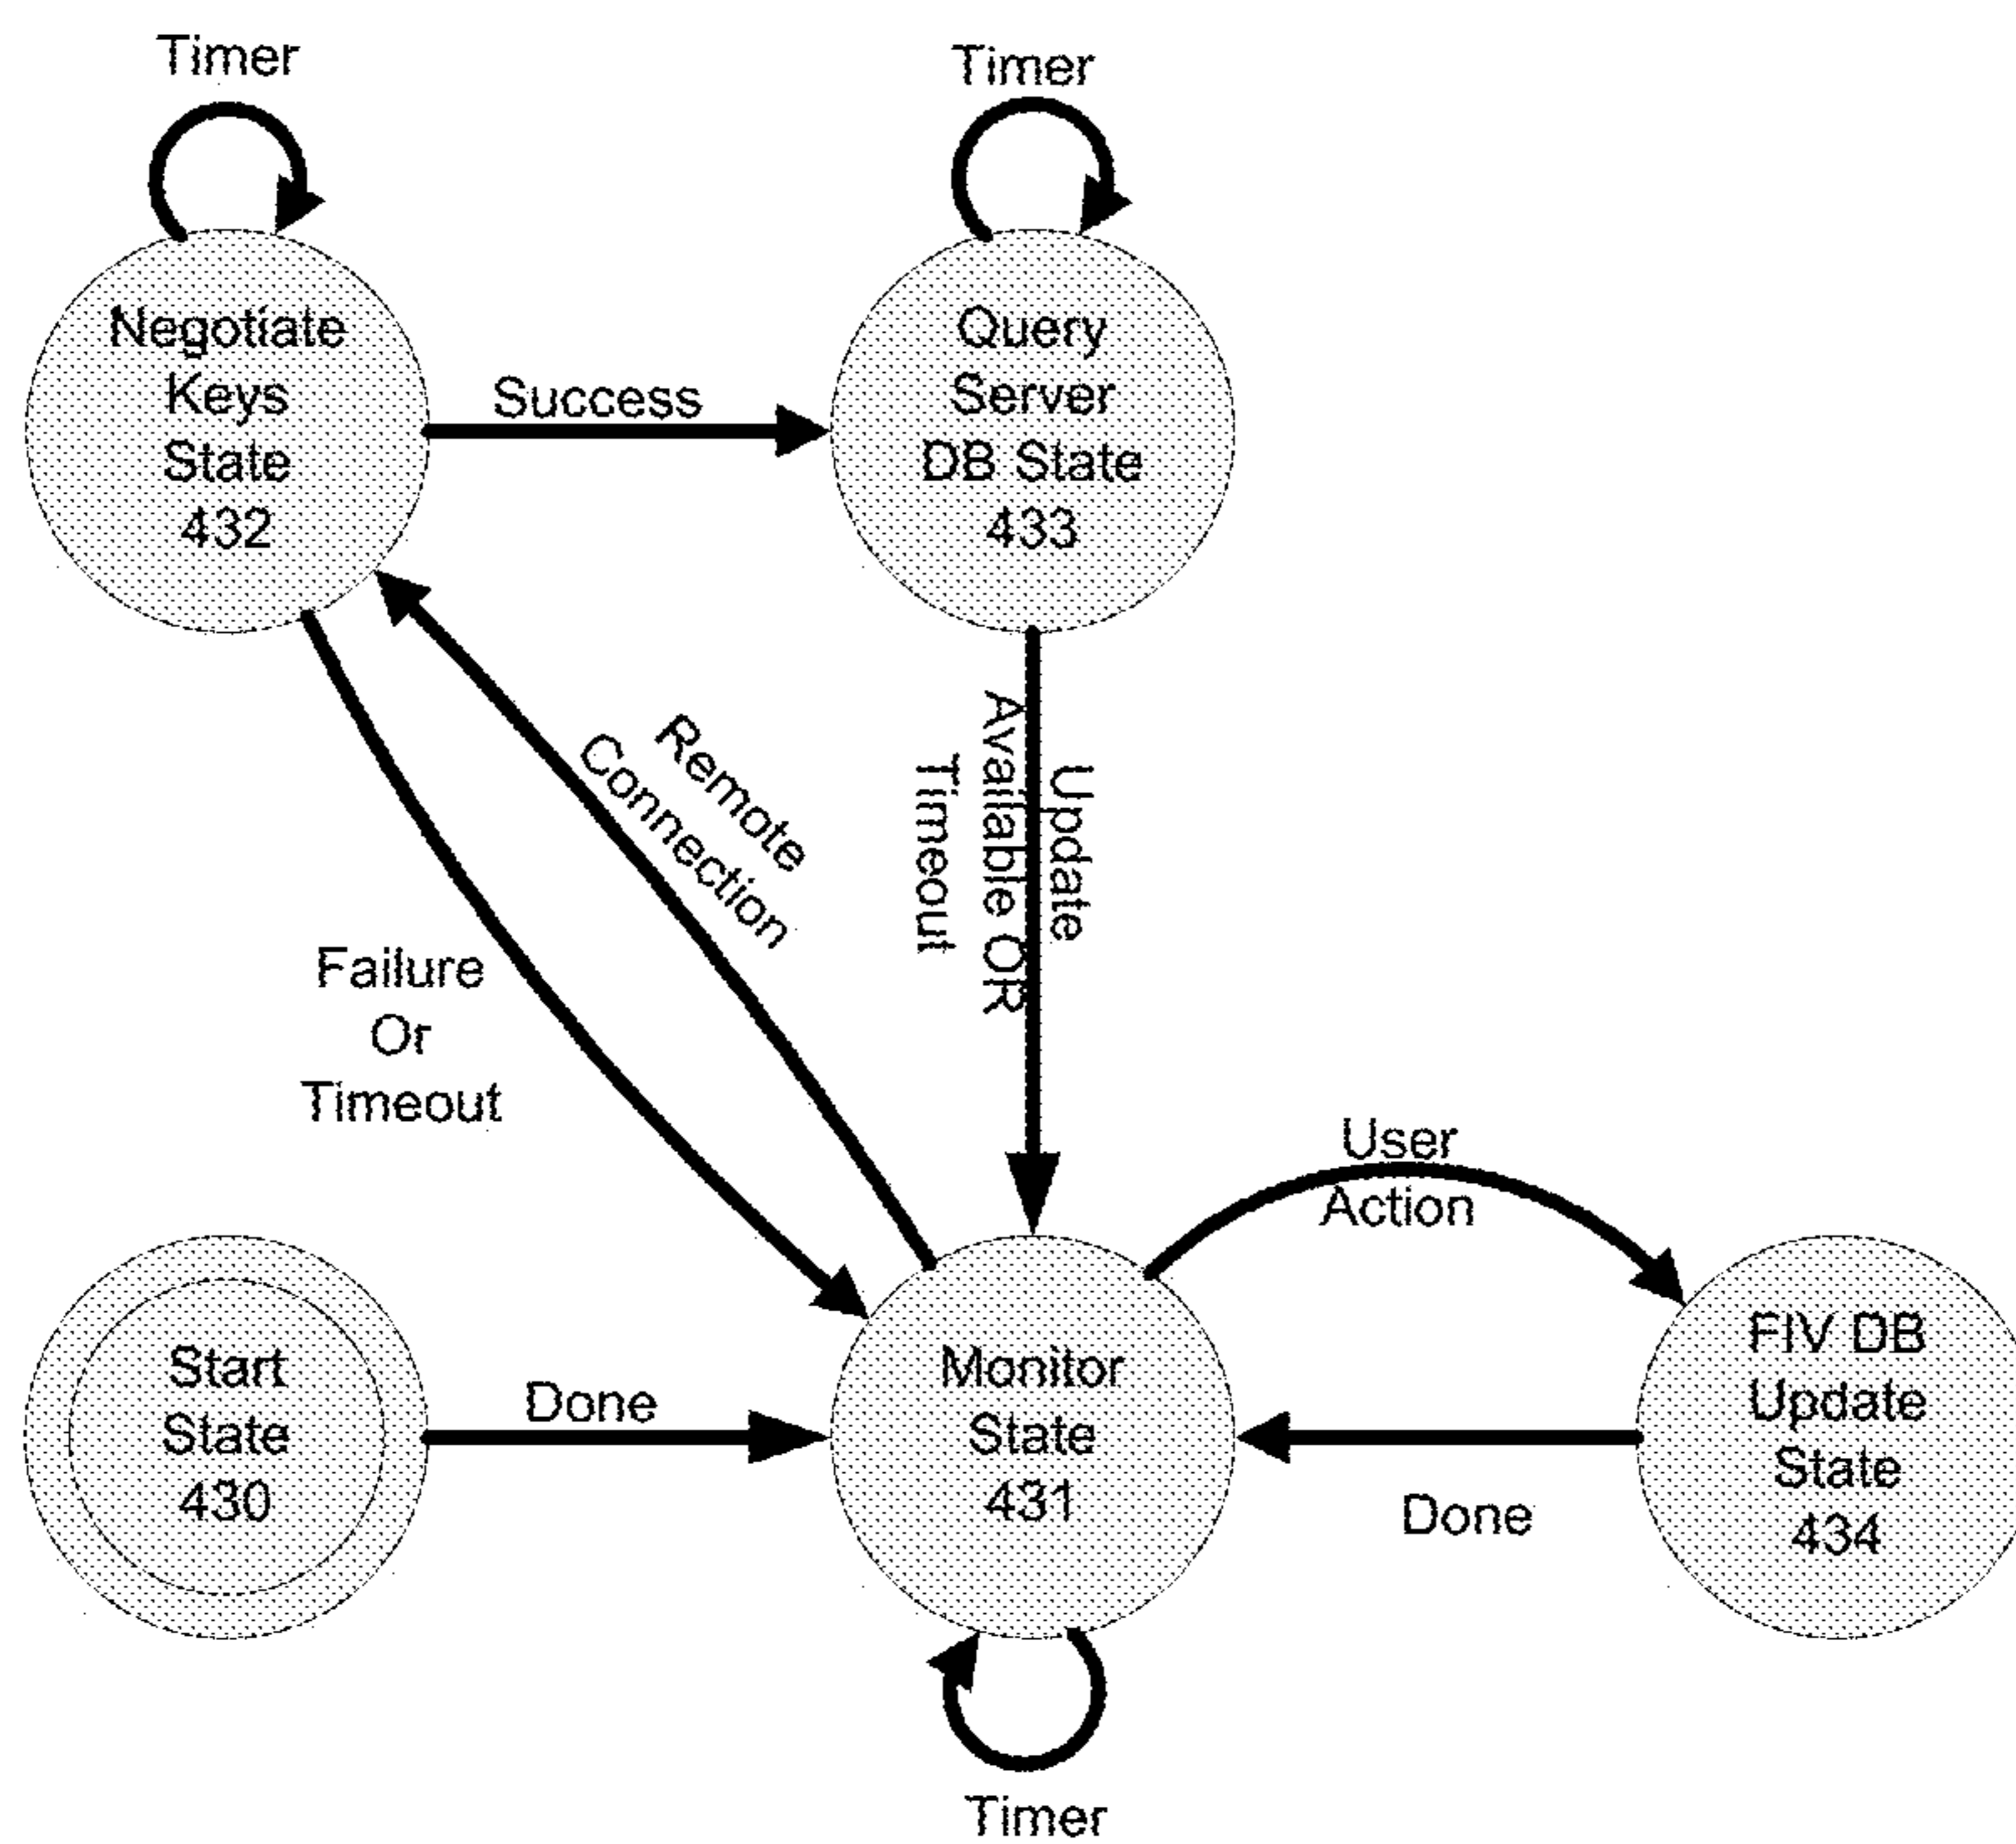 Timer
Timer
Negotiate
Keys
State
432
Success
Query
Server
DB State
433
Remote
Connection
Update
Available OR
Timeout
Failure
Or
Timeout
User
Action
Start
State
430
Done
Monitor
State
431
FIV DB
Update
State
434
Done
Timer